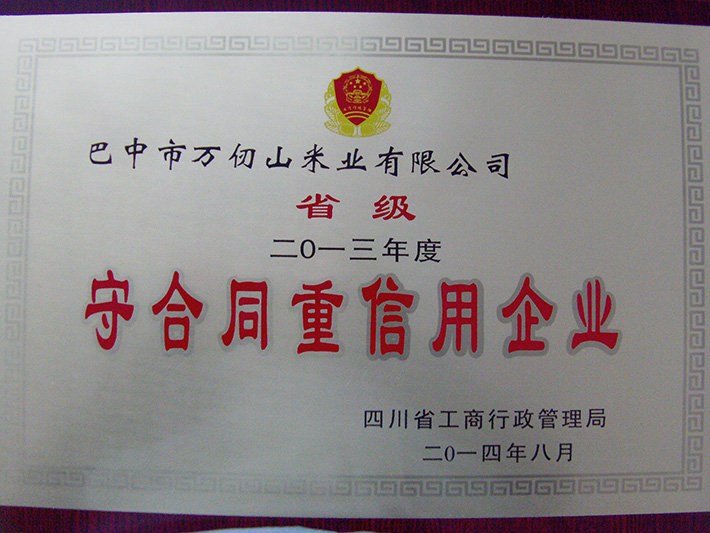 巴中市万仞山米业有限公司
省级
二〇一三年度
守合同重信用企业
四川省工商行政管理局
二〇一四年八月